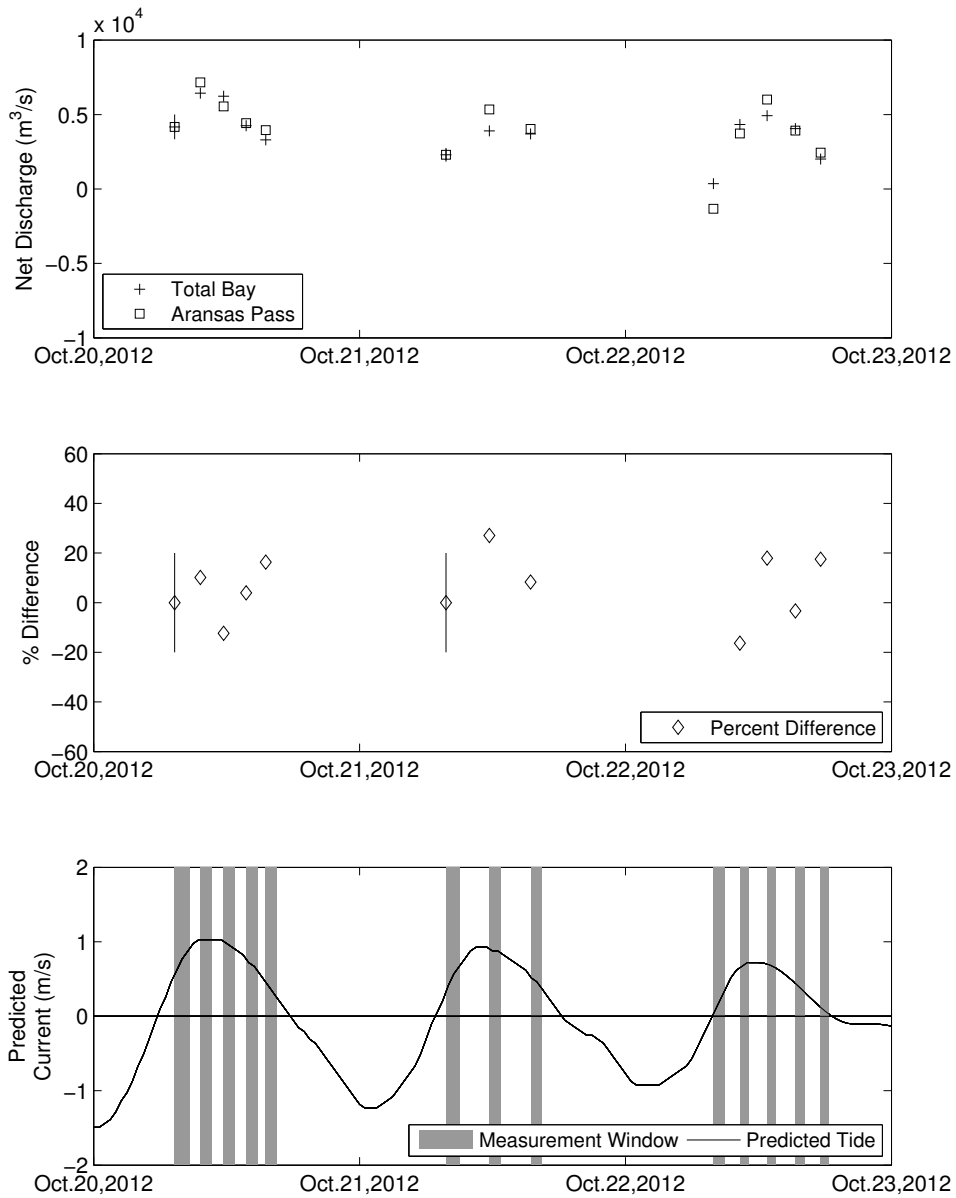 x 10⁴
1
0.5
0
−0.5
−1
Net Discharge (m³/s)
Total Bay
Aransas Pass
Oct.20,2012 Oct.21,2012 Oct.22,2012 Oct.23,2012
60
40
20
0
−20
−40
−60
% Difference
Percent Difference
Oct.20,2012 Oct.21,2012 Oct.22,2012 Oct.23,2012
2
1
0
−1
−2
Predicted
Current (m/s)
Measurement Window Predicted Tide
Oct.20,2012 Oct.21,2012 Oct.22,2012 Oct.23,2012